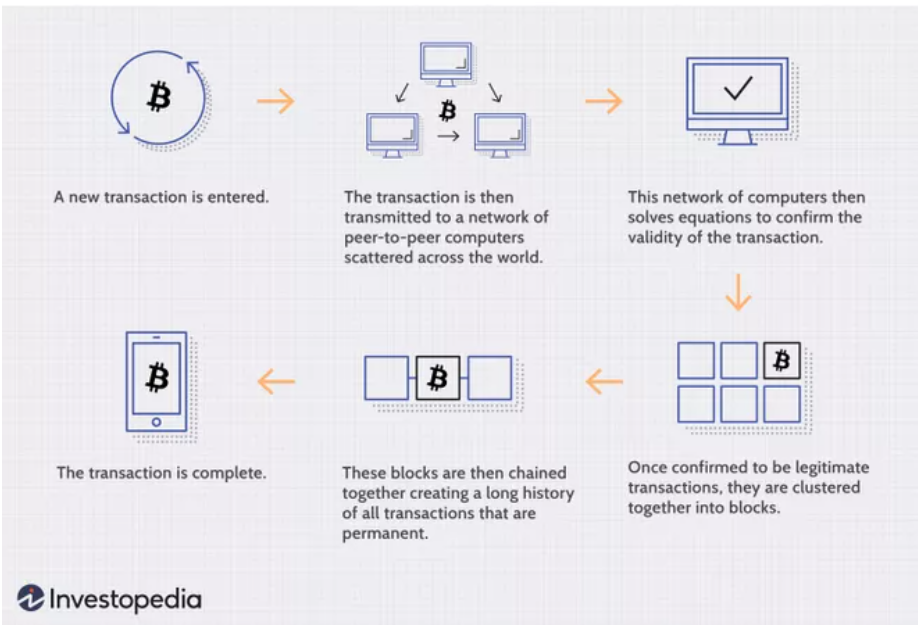 A new transaction is entered.
The transaction is then
transmitted to a network of
peer-to-peer computers
scattered across the world.
This network of computers then
solves equations to confirm the
validity of the transaction.
Once confirmed to be legitimate
transactions, they are clustered
together into blocks.
These blocks are then chained
together creating a long history
of all transactions that are
permanent.
The transaction is complete.
Investopedia